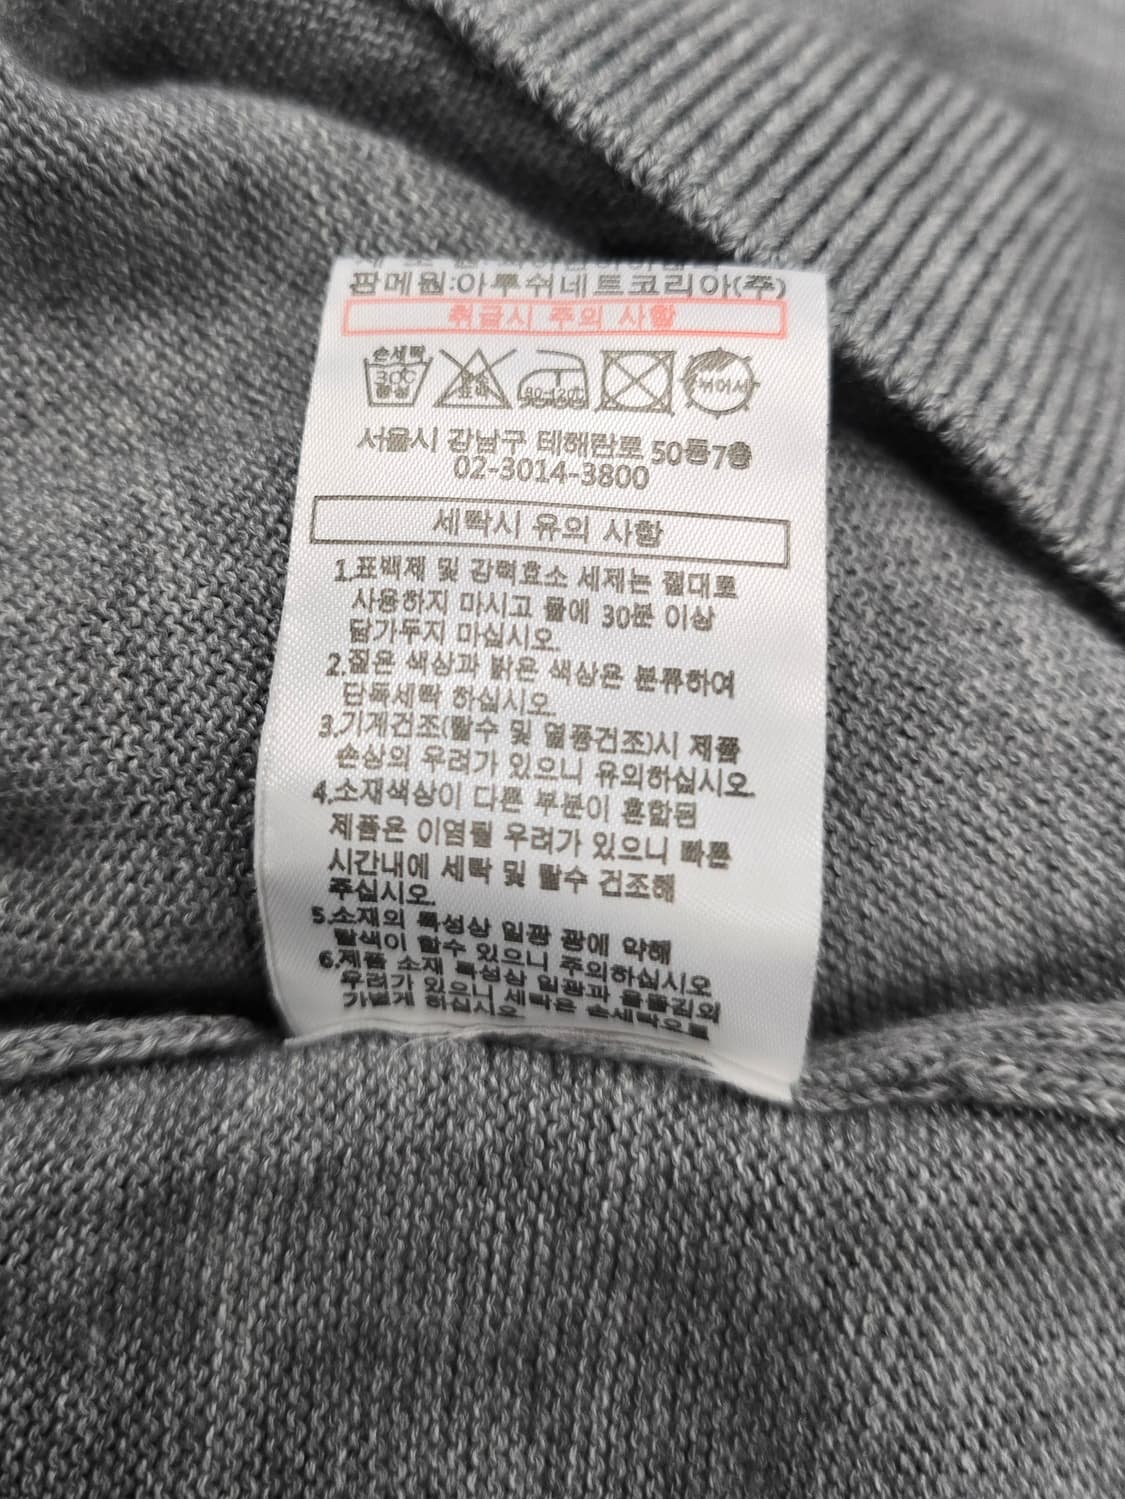 판매원:아루쉬네트코리아(주)
취급시 주의 사항
손세탁
30℃
중성
80-120℃
뉘어서
서울시 강남구 테헤란로 50동7층
02-3014-3800
세탁시 유의 사항
1.표백제 및 강력효소 세제는 절대로
사용하지 마시고 물에 30분 이상
담가두지 마십시오.
2.짙은 색상과 밝은 색상은 분류하여
단독세탁 하십시오.
3.기계건조(탈수 및 열풍건조)시 제품
손상의 우려가 있으니 유의하십시오.
4.소재색상이 다른 부분이 혼합된
제품은 이염될 우려가 있으니 빠른
시간내에 세탁 및 탈수 건조해
주십시오.
5.소재의 특성상 일광 광에 약해
탈색이 할수 있으니 주의하십시오
6.제품 소재 특성상 일광과 올뜯김의
우려가 있으니 세탁은 손세탁으로
가볍게 하십시오